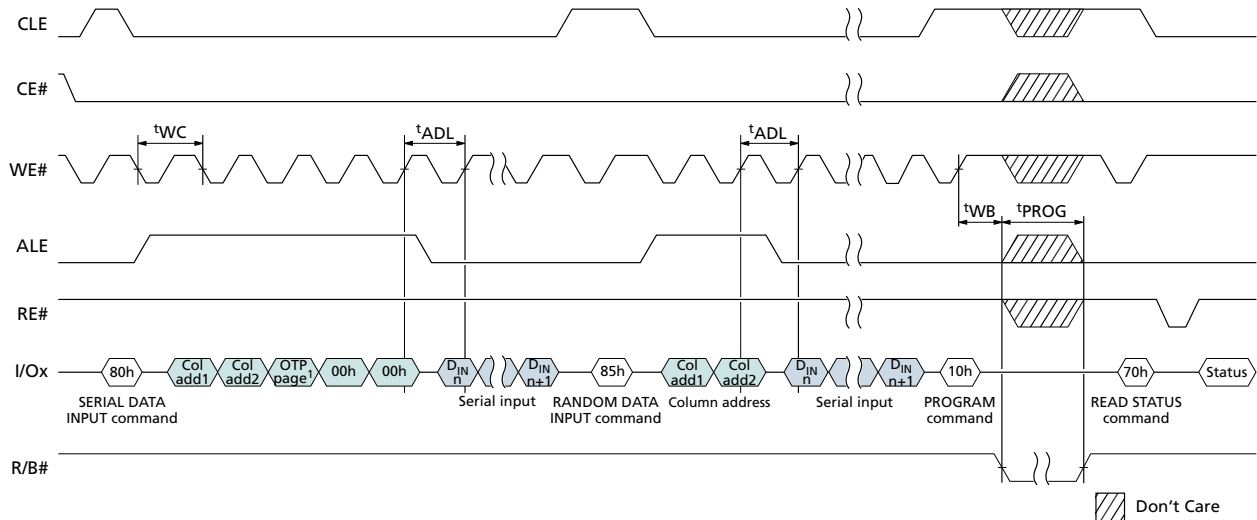 CLE
CE#
tWC
tADL
tADL
WE#
tWB
tPROG
ALE
RE#
I/Ox
80h
Col
add1
Col
add2
OTP
page1
00h
00h
DIN
n
DIN
n+1
85h
Col
add1
Col
add2
DIN
n
DIN
n+1
10h
70h
Status
SERIAL DATA
INPUT command
Serial input
RANDOM DATA
INPUT command
Column address
Serial input
PROGRAM
command
READ STATUS
command
R/B#
Don't Care